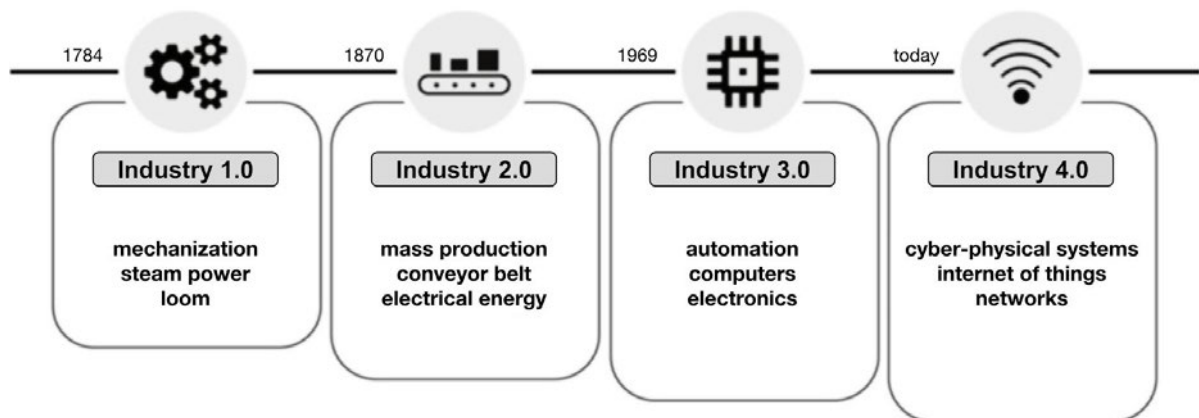 1784
1870
1969
today
Industry 1.0
mechanization
steam power
loom
Industry 2.0
mass production
conveyor belt
electrical energy
Industry 3.0
automation
computers
electronics
Industry 4.0
cyber-physical systems
internet of things
networks